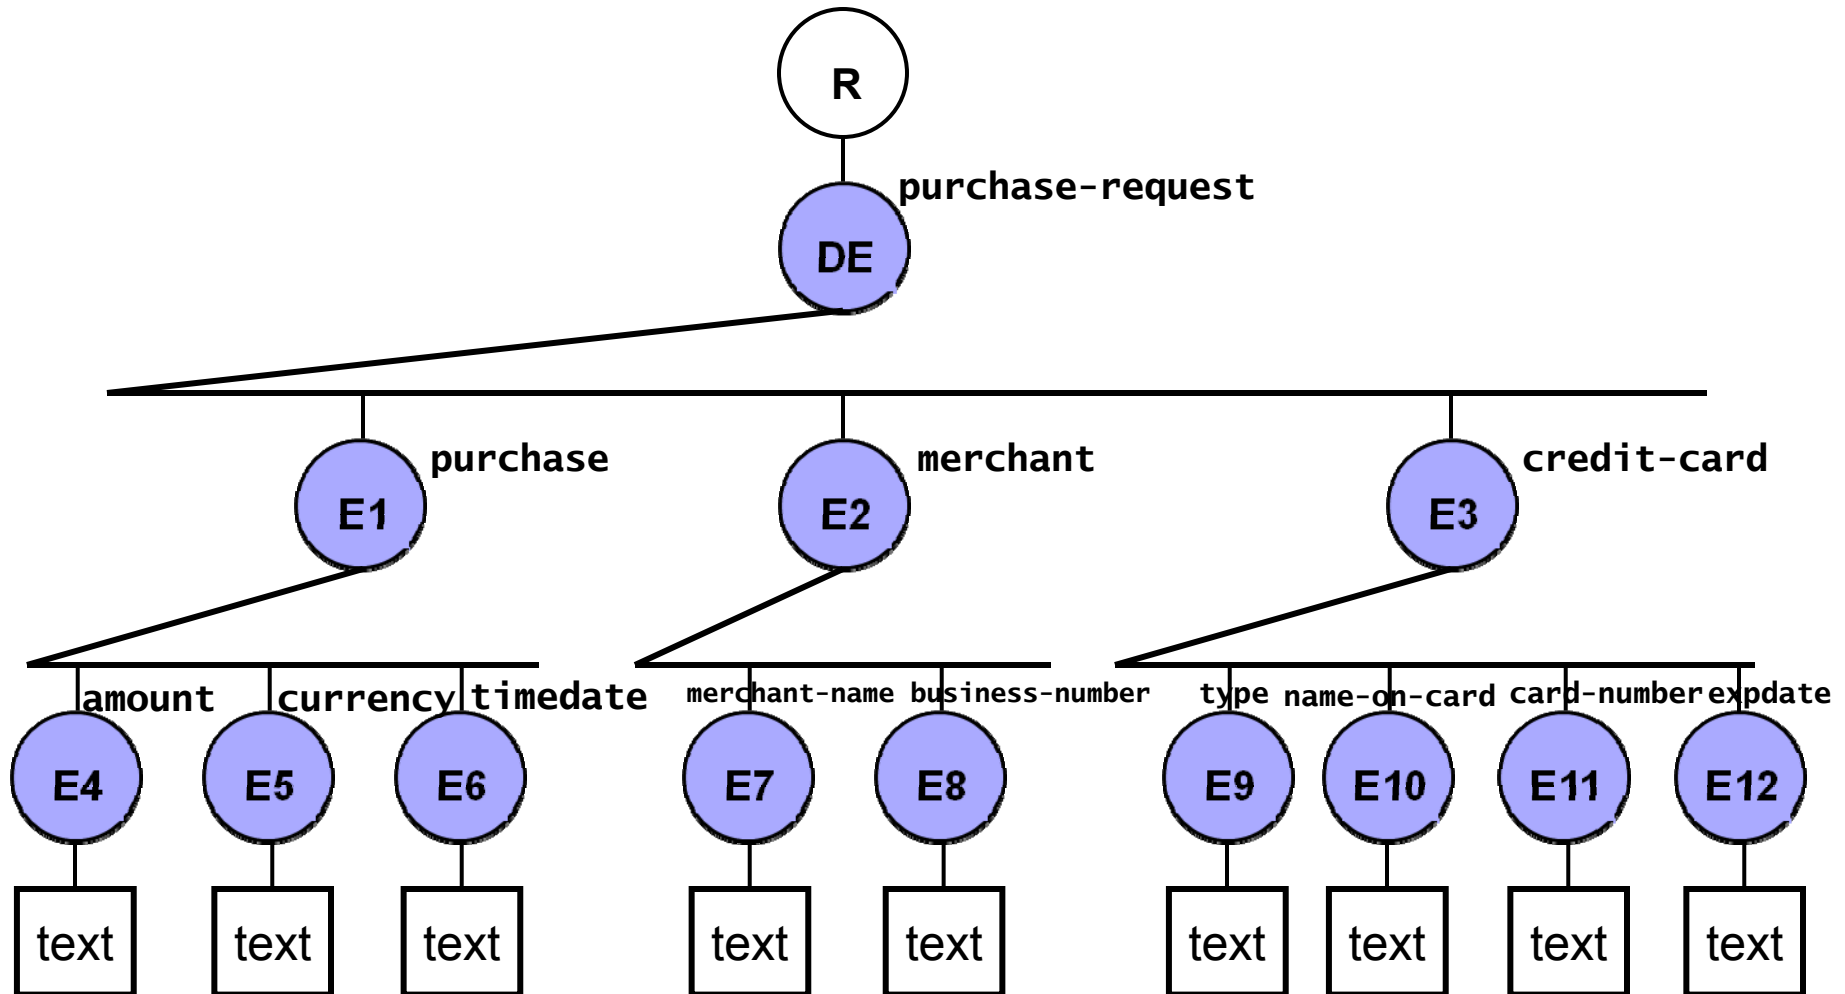 R
purchase-request
DE
purchase
merchant
credit-card
E1
E2
E3
amount
currency
timedate
merchant-name
business-number
type
name-on-card
card-number
expdate
E4
E5
E6
E7
E8
E9
E10
E11
E12
text
text
text
text
text
text
text
text
text